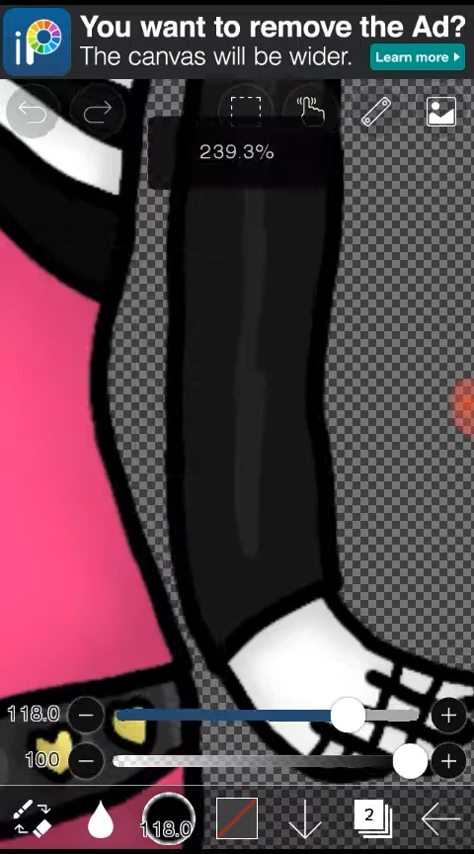 iP
You want to remove the Ad?
The canvas will be wider.
Learn more
239.3%
118.0
100
118.0
2